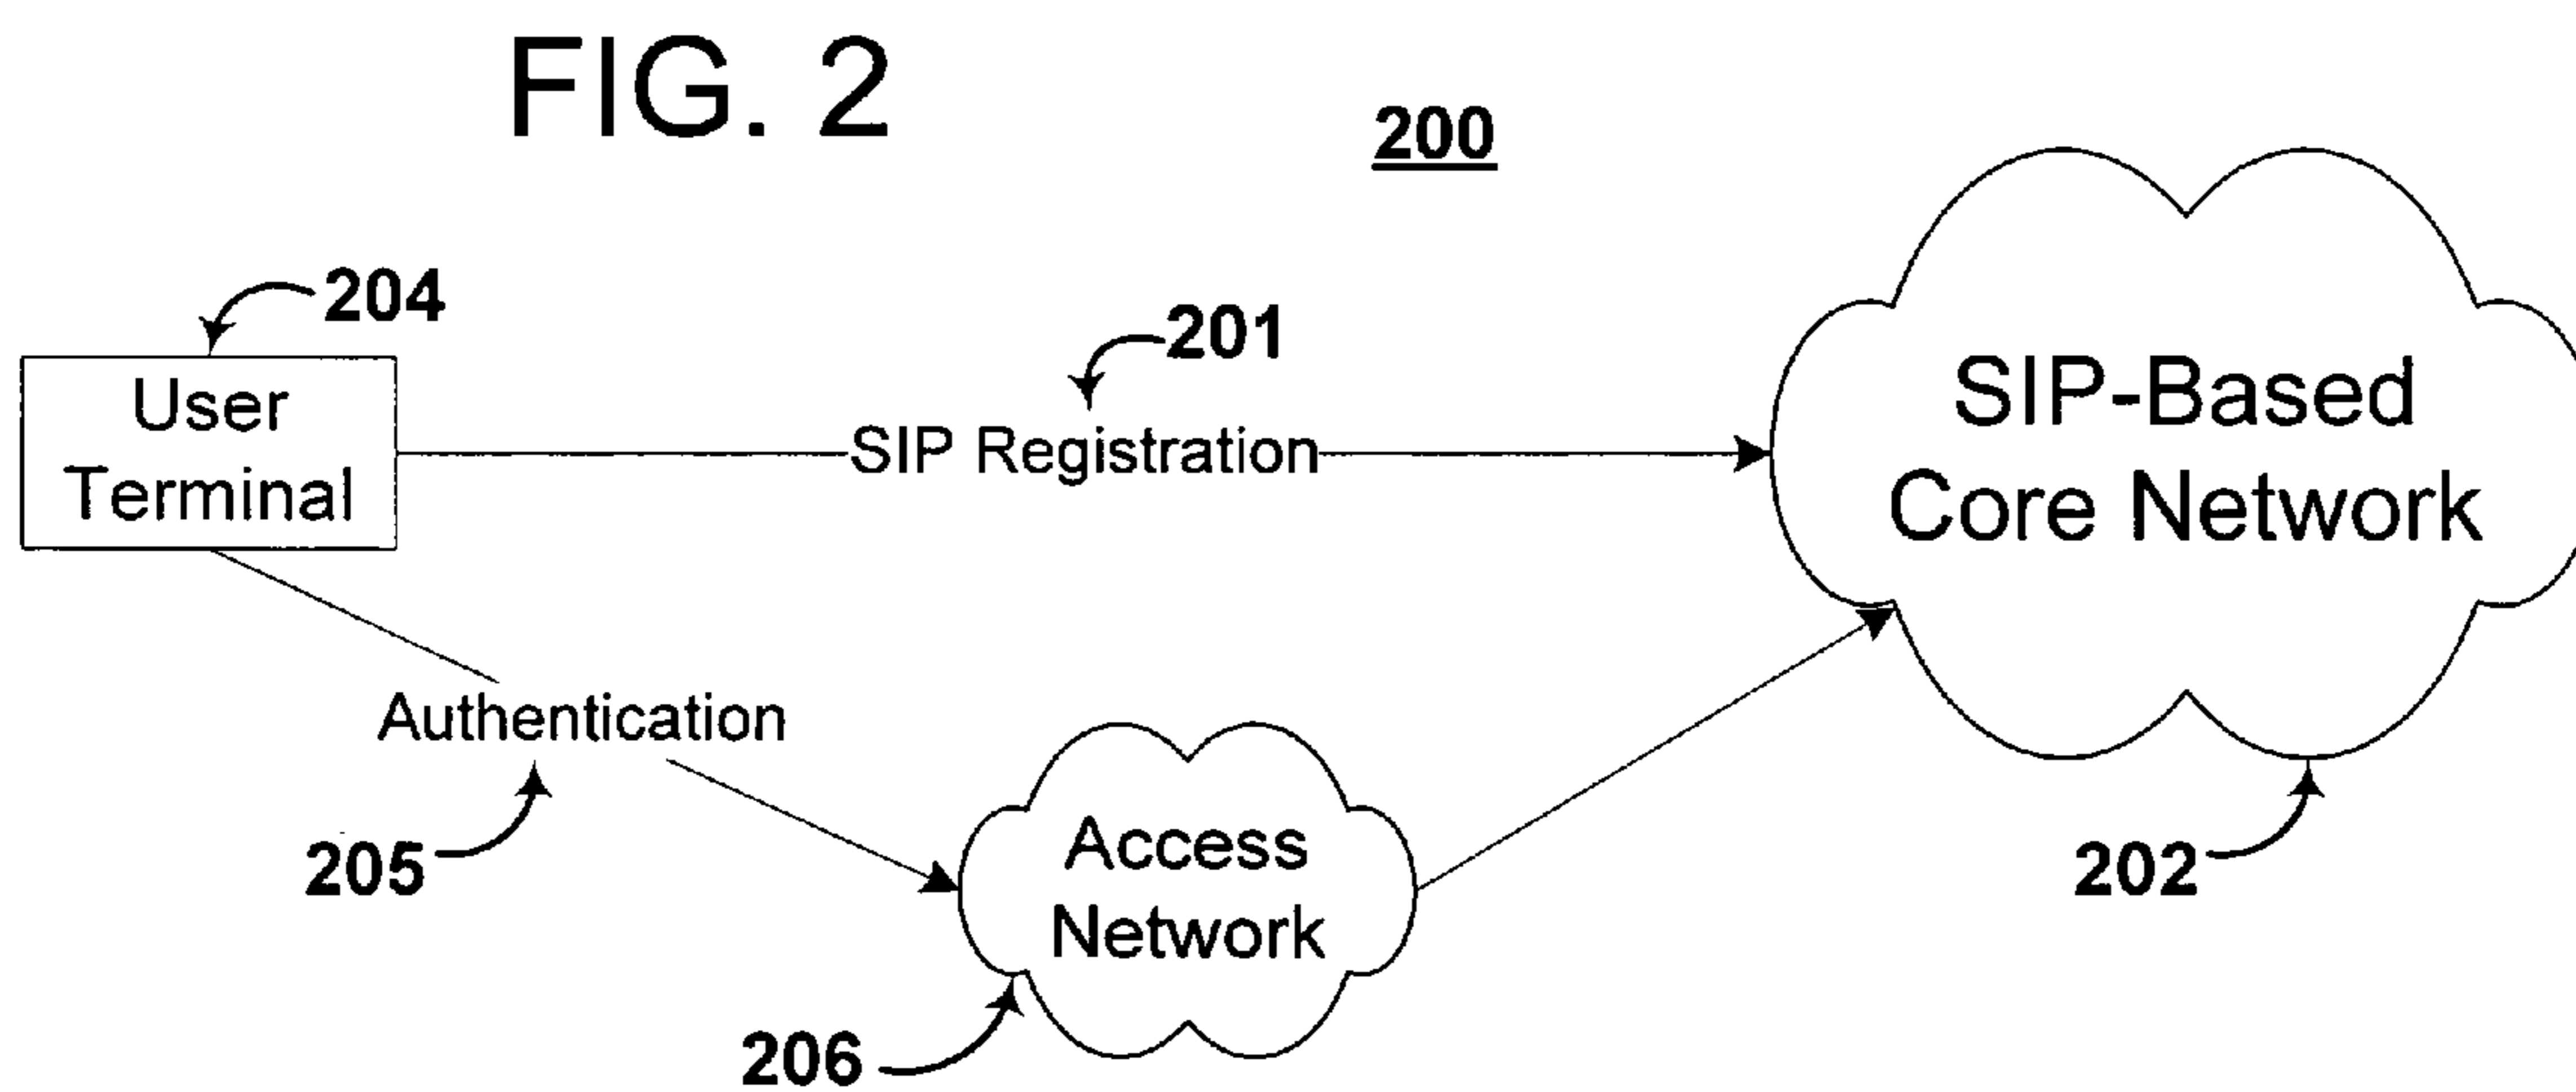 FIG. 2
200
204
201
User
Terminal
SIP Registration
SIP-Based
Core Network
Authentication
205
Access
Network
202
206